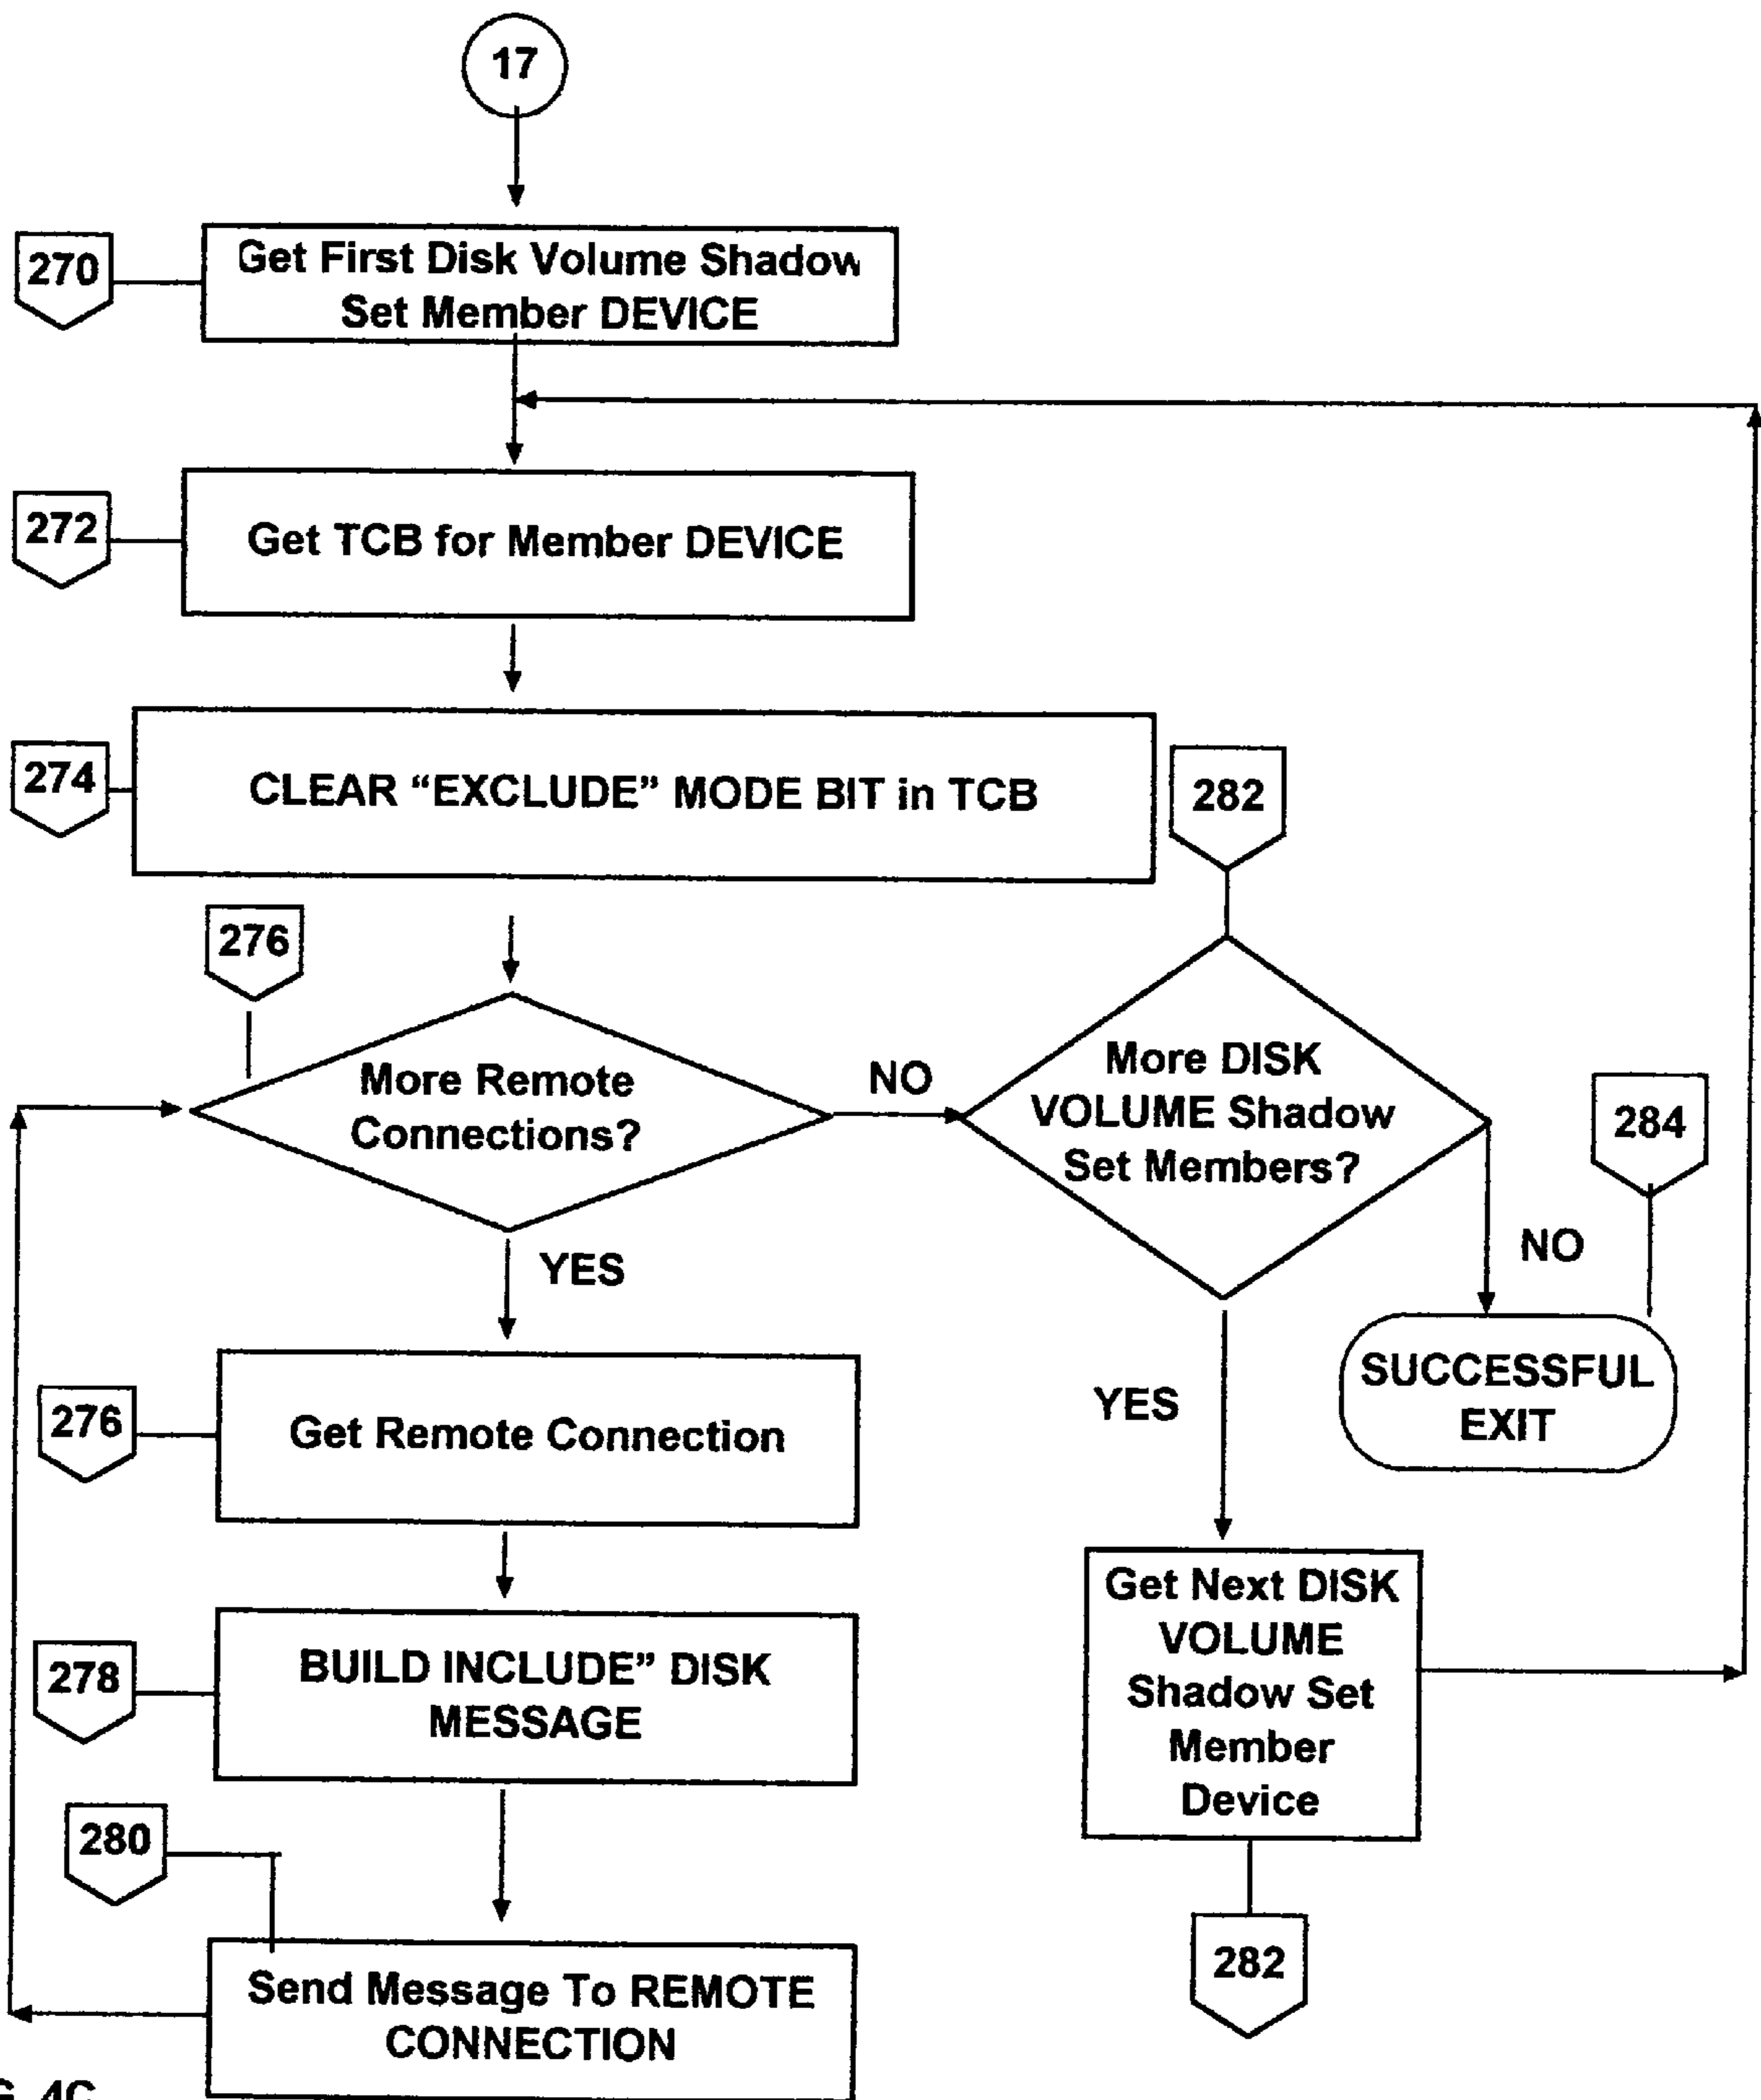 17
270
Get First Disk Volume Shadow
Set Member DEVICE
272
Get TCB for Member DEVICE
274
CLEAR “EXCLUDE” MODE BIT in TCB
282
276
More Remote
Connections?
NO
More DISK
VOLUME Shadow
Set Members?
284
NO
YES
SUCCESSFUL
EXIT
YES
276
Get Remote Connection
278
BUILD INCLUDE” DISK
MESSAGE
Get Next DISK
VOLUME
Shadow Set
Member
Device
280
282
Send Message To REMOTE
CONNECTION
4C